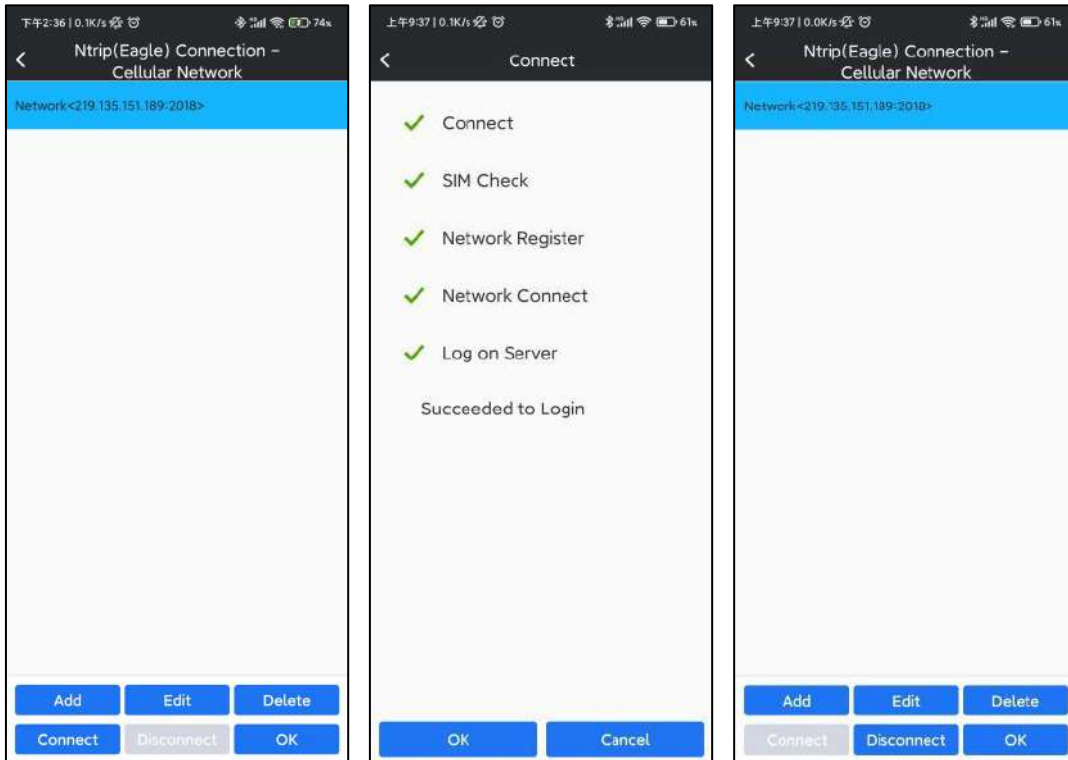 下午2:36 | 0.1K/s
74%
Ntrip(Eagle) Connection –
Cellular Network
Network<219.135.151.189:2018>
Add
Edit
Delete
Connect
Disconnect
OK
上午9:37 | 0.1K/s
61%
Connect
Connect
SIM Check
Network Register
Network Connect
Log on Server
Succeeded to Login
OK
Cancel
上午9:37 | 0.0K/s
61%
Ntrip(Eagle) Connection –
Cellular Network
Network<219.135.151.189:2018>
Add
Edit
Delete
Connect
Disconnect
OK